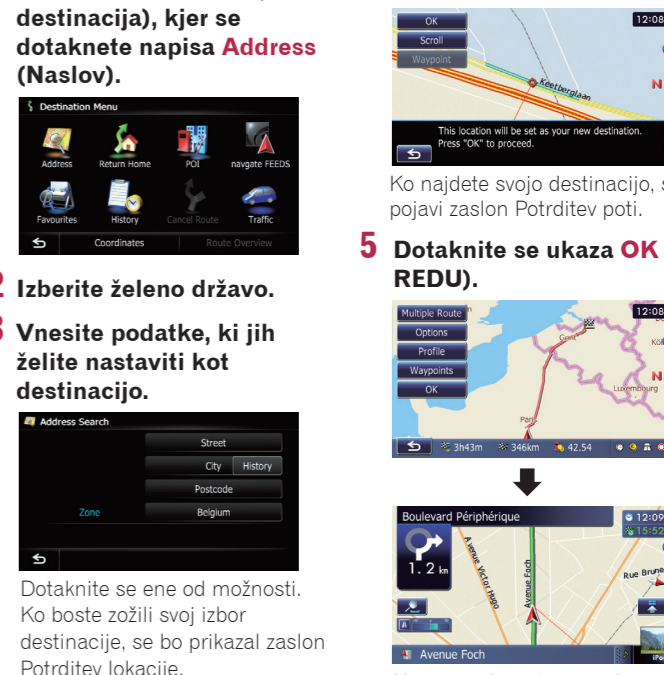 destinacija), kjer se
dotaknete napisa Address
(Naslov).
Destination Menu
Address Return Home POI navgate FEEDS
Favourites History Cancel Route Traffic
Coordinates Route Overview
2 Izberite želeno državo.
3 Vnesite podatke, ki jih
želite nastaviti kot
destinacijo.
Address Search
Street
City History
Postcode
Zone Belgium
Dotaknite se ene od možnosti.
Ko boste zožili svoj izbor
destinacije, se bo prikazal zaslon
Potrditev lokacije.
OK 12:08
Scroll
Waypoint
Keetberglaan
N
This location will be set as your new destination.
Press "OK" to proceed.
Ko najdete svojo destinacijo, s
pojavi zaslon Potrditev poti.
5 Dotaknite se ukaza OK
REDU).
Multiple Route 12:08
Options
Gent Köl
Profile
Waypoints N
Luxembourg
OK
Paris
3h43m 346km 42.54
Boulevard Périphérique 12:09
15:52
1. 2 km
Avenue Victor Hugo
Avenue Foch
Rue Brune
A
Avenue Foch iPo